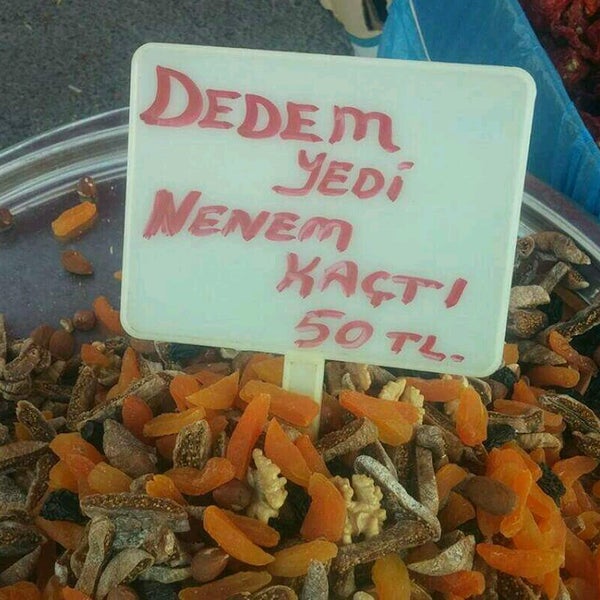 DEDEM
YEDİ
NENEM
KAÇTI
50 TL.